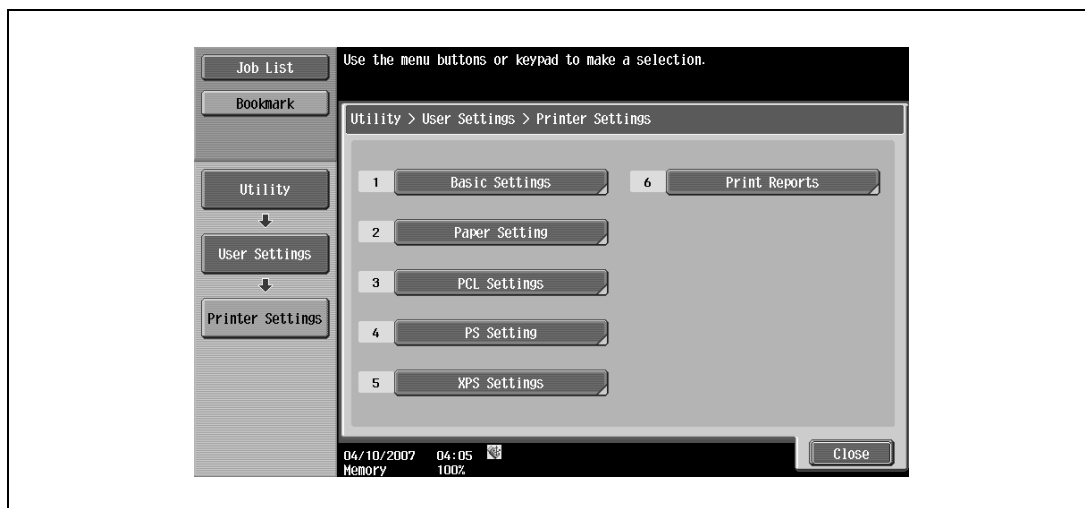 Job List
Bookmark
Utility
User Settings
Printer Settings
Use the menu buttons or keypad to make a selection.
Utility > User Settings > Printer Settings
1 Basic Settings
2 Paper Setting
3 PCL Settings
4 PS Setting
5 XPS Settings
6 Print Reports
04/10/2007 04:05
Memory 100%
Close